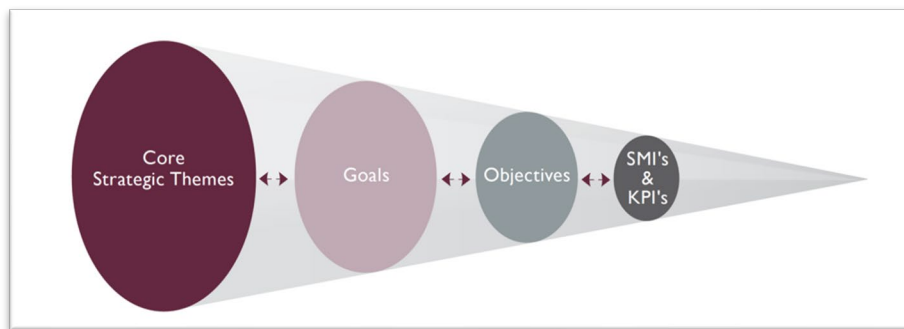 Core
Strategic Themes
Goals
Objectives
SMI's
&
KPI's